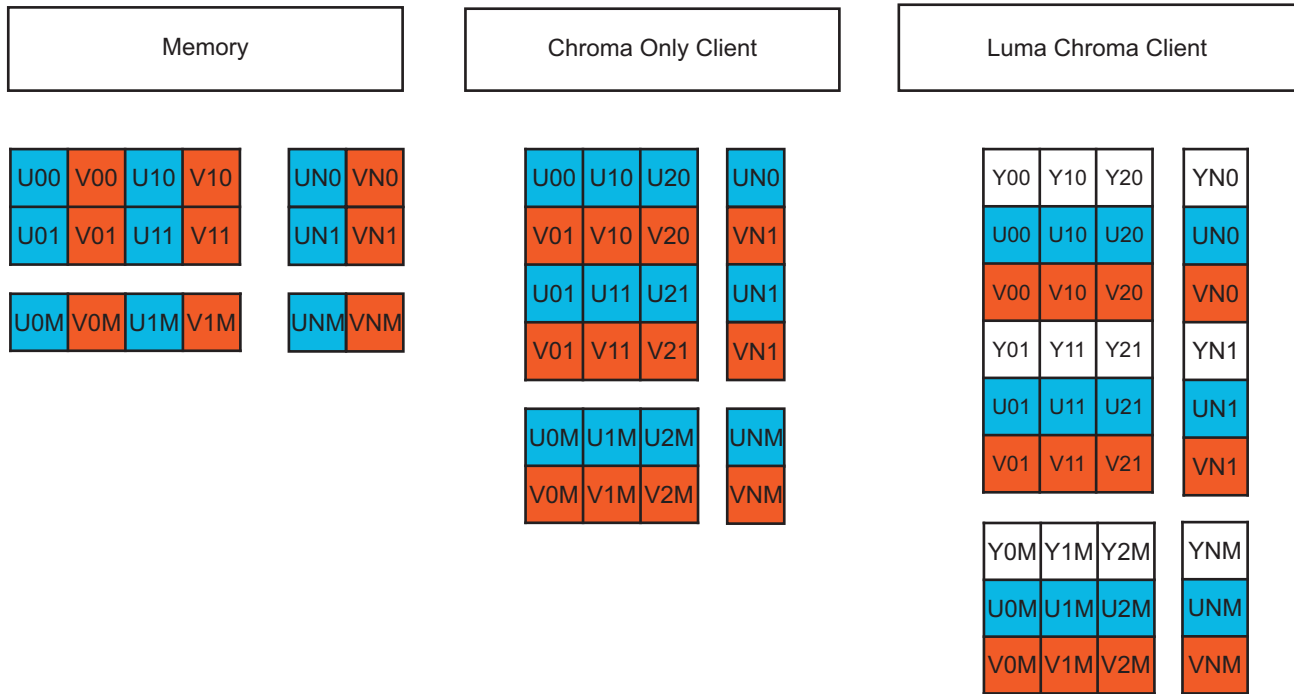 Memory
Chroma Only Client
Luma Chroma Client
U00 V00 U10 V10 UN0 VN0
U01 V01 U11 V11 UN1 VN1
U0M V0M U1M V1M UNM VNM
U00 U10 U20 UN0
V01 V10 V20 VN1
U01 U11 U21 UN1
V01 V11 V21 VN1
U0M U1M U2M UNM
V0M V1M V2M VNM
Y00 Y10 Y20 YN0
U00 U10 U20 UN0
V00 V10 V20 VN0
Y01 Y11 Y21 YN1
U01 U11 U21 UN1
V01 V11 V21 VN1
Y0M Y1M Y2M YNM
U0M U1M U2M UNM
V0M V1M V2M VNM